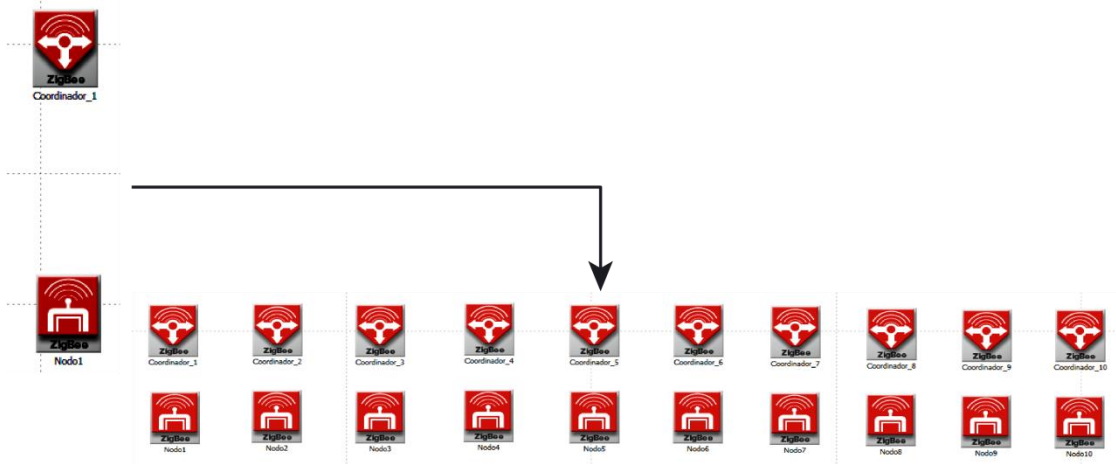 ZigBee
Coordinador_1
ZigBee
Nodo1
ZigBee ZigBee ZigBee ZigBee ZigBee ZigBee ZigBee ZigBee ZigBee ZigBee
Coordinador_1 Coordinador_2 Coordinador_3 Coordinador_4 Coordinador_5 Coordinador_6 Coordinador_7 Coordinador_8 Coordinador_9 Coordinador_10
ZigBee ZigBee ZigBee ZigBee ZigBee ZigBee ZigBee ZigBee ZigBee ZigBee
Nodo1 Nodo2 Nodo3 Nodo4 Nodo5 Nodo6 Nodo7 Nodo8 Nodo9 Nodo10